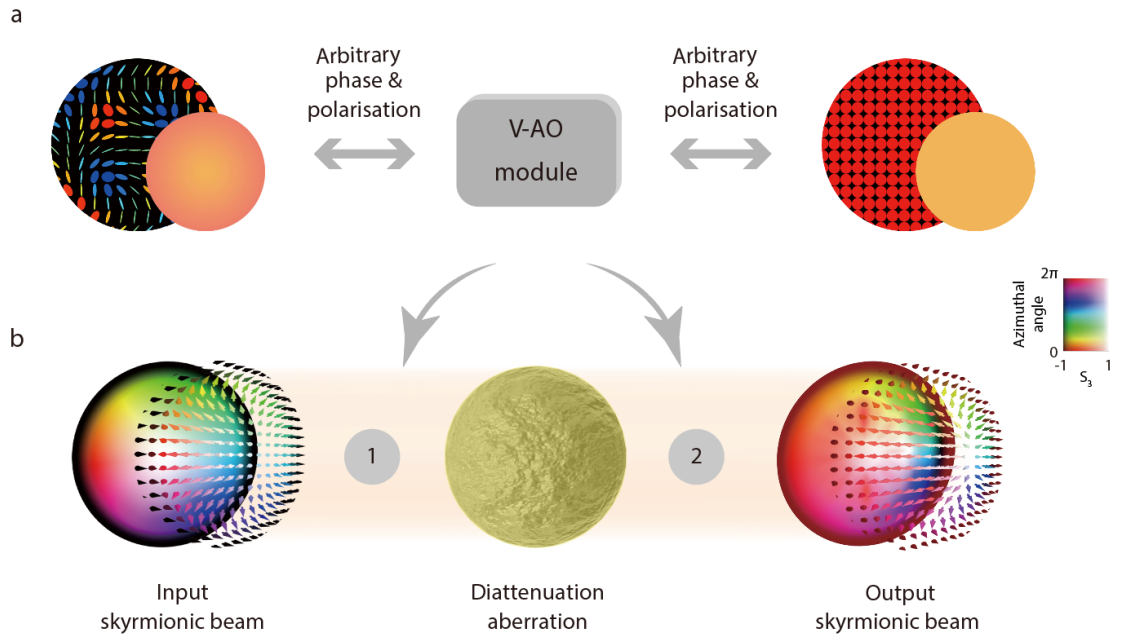 a
Arbitrary
phase &
polarisation
V-AO
module
Arbitrary
phase &
polarisation
b
2π
Azimuthal
angle
0
-1
1
S3
1
2
Input
skyrmionic beam
Diattenuation
aberration
Output
skyrmionic beam